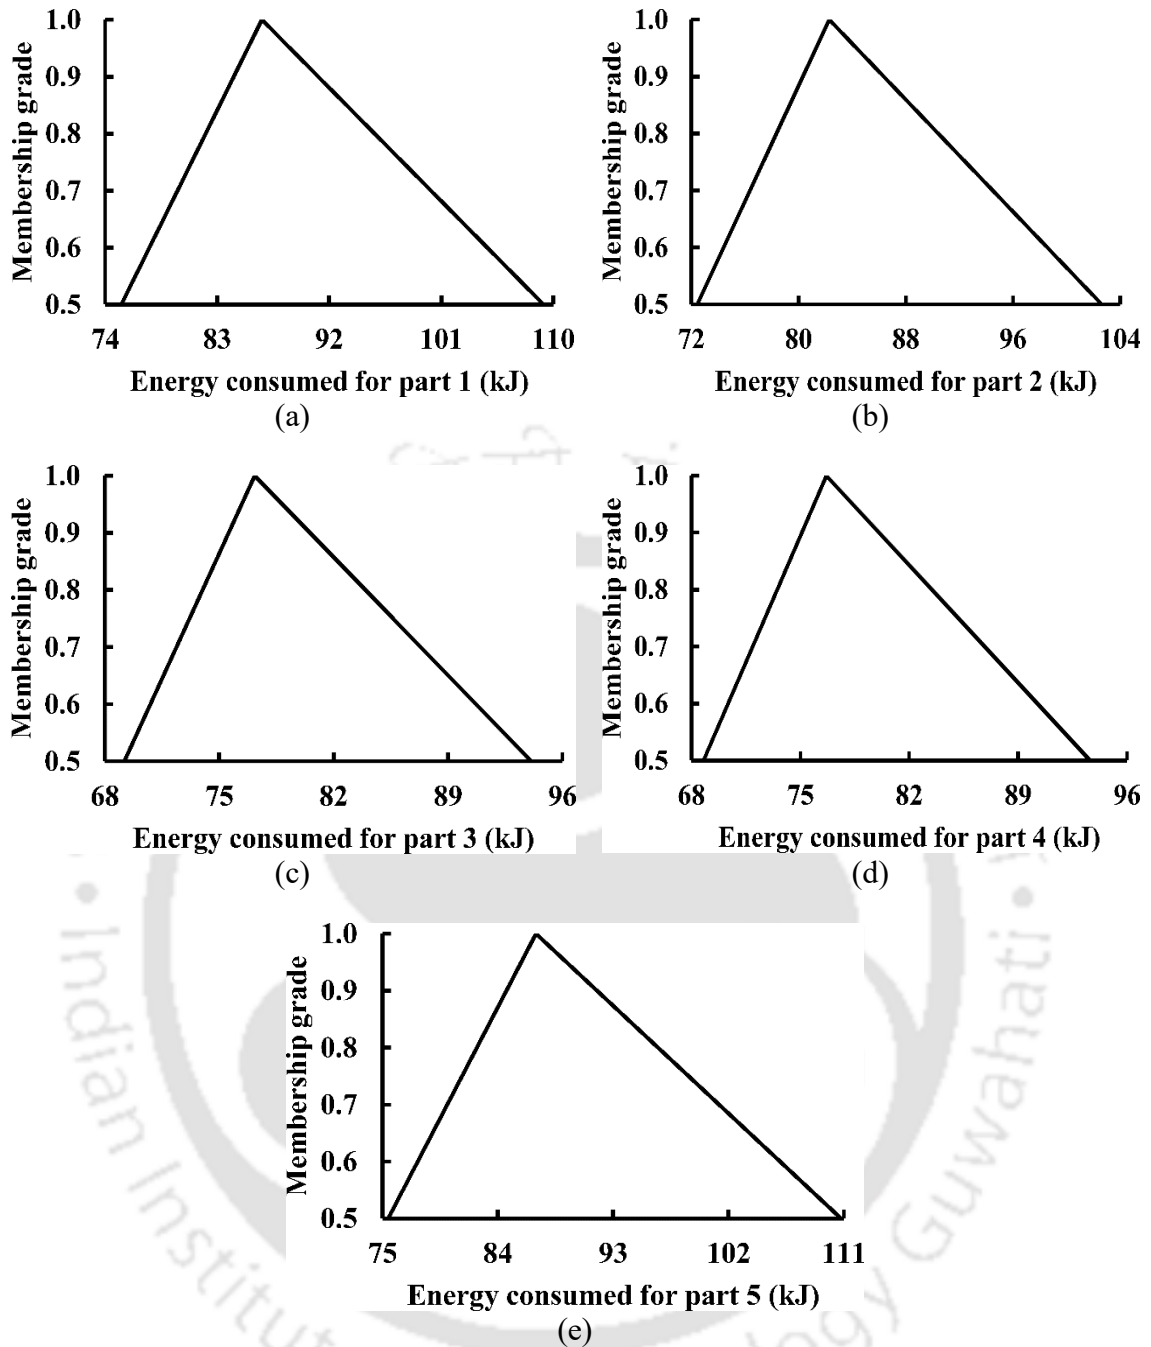 1.0
0.9
0.8
0.7
0.6
0.5
Membership grade
74 83 92 101 110
Energy consumed for part 1 (kJ)
(a)
1.0
0.9
0.8
0.7
0.6
0.5
Membership grade
72 80 88 96 104
Energy consumed for part 2 (kJ)
(b)
1.0
0.9
0.8
0.7
0.6
0.5
Membership grade
68 75 82 89 96
Energy consumed for part 3 (kJ)
(c)
1.0
0.9
0.8
0.7
0.6
0.5
Membership grade
68 75 82 89 96
Energy consumed for part 4 (kJ)
(d)
1.0
0.9
0.8
0.7
0.6
0.5
Membership grade
75 84 93 102 111
Energy consumed for part 5 (kJ)
(e)
Indian Institut
ology Guwahati